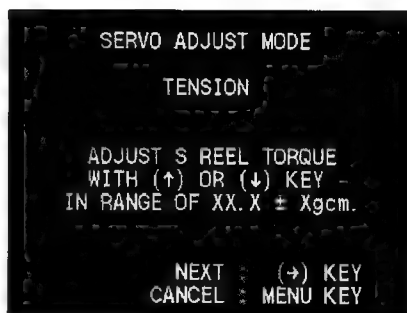 SERVO ADJUST MODE
TENSION
ADJUST S REEL TORQUE
WITH (↑) OR (↓) KEY
IN RANGE OF XX.X ± Xgcm.
NEXT : (→) KEY
CANCEL : MENU KEY